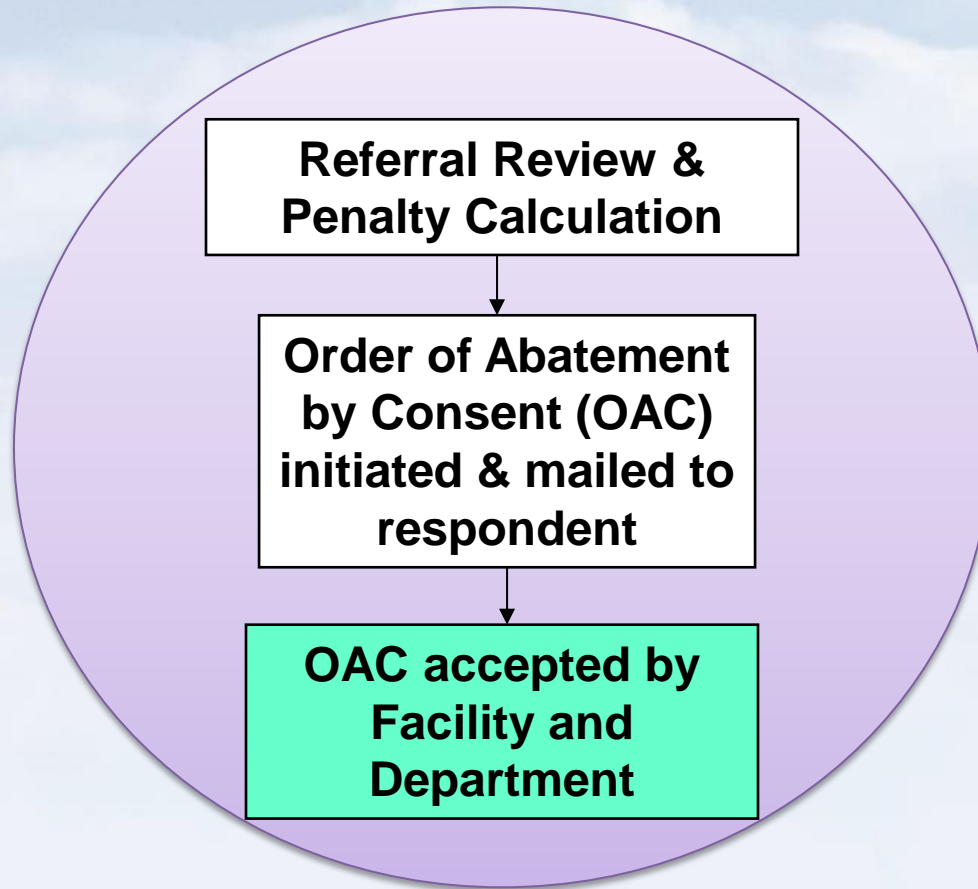 Referral Review &
Penalty Calculation
Order of Abatement
by Consent (OAC)
initiated & mailed to
respondent
OAC accepted by
Facility and
Department